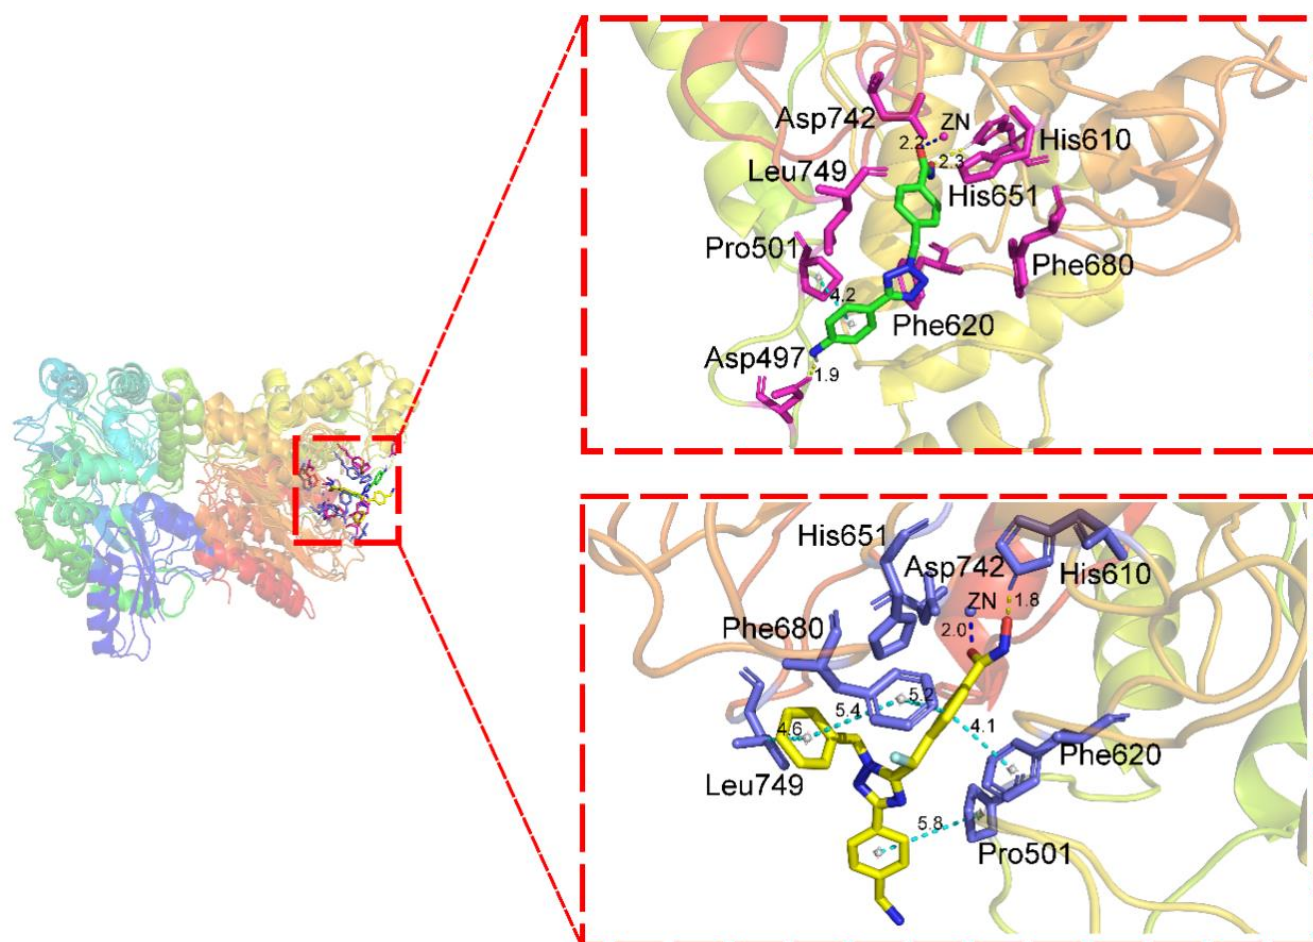 Asp742
ZN
2.2
His610
2.3
Leu749
His651
Pro501
Phe680
4.2
Phe620
Asp497
1.9
His651
Asp742
His610
ZN
1.8
Phe680
2.0
5.2
5.4
4.1
4.6
Phe620
Leu749
5.8
Pro501